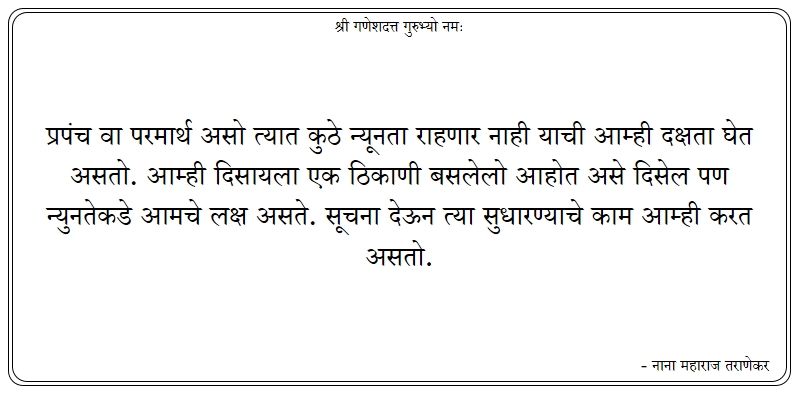 श्री गणेशदत्त गुरुभ्यो नमः
प्रपंच वा परमार्थ असो त्यात कुठे न्यूनता राहणार नाही याची आम्ही दक्षता घेत
असतो. आम्ही दिसायला एक ठिकाणी बसलेलो आहोत असे दिसेल पण
न्युनतेकडे आमचे लक्ष असते. सूचना देऊन त्या सुधारण्याचे काम आम्ही करत
असतो.
- नाना महाराज तराणेकर